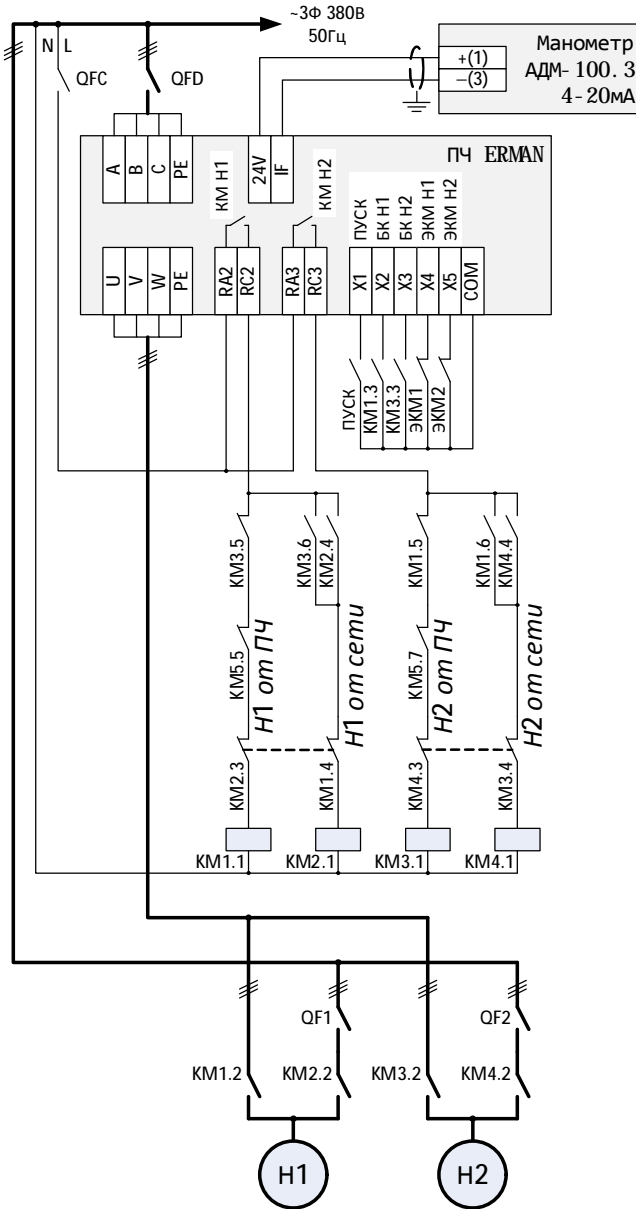 ~3Ф 380В
50Гц
N L
QFC
QFD
+(1)
−(3)
Манометр
АДМ-100.3
4-20мА
ПЧ ERMAN
A
B
C
PE
24V
IF
КМ Н1
КМ Н2
ПУСК
БК Н1
БК Н2
ЭКМ Н1
ЭКМ Н2
U
V
W
PE
RA2
RC2
RA3
RC3
X1
X2
X3
X4
X5
COM
ПУСК
КМ1.3
КМ3.3
ЭКМ1
ЭКМ2
КМ3.5
КМ3.6
КМ2.4
КМ1.5
КМ1.6
КМ4.4
КМ5.5
Н1 от ПЧ
Н1 от сети
КМ5.7
Н2 от ПЧ
Н2 от сети
КМ2.3
КМ1.4
КМ4.3
КМ3.4
КМ1.1
КМ2.1
КМ3.1
КМ4.1
QF1
QF2
КМ1.2
КМ2.2
КМ3.2
КМ4.2
Н1
Н2